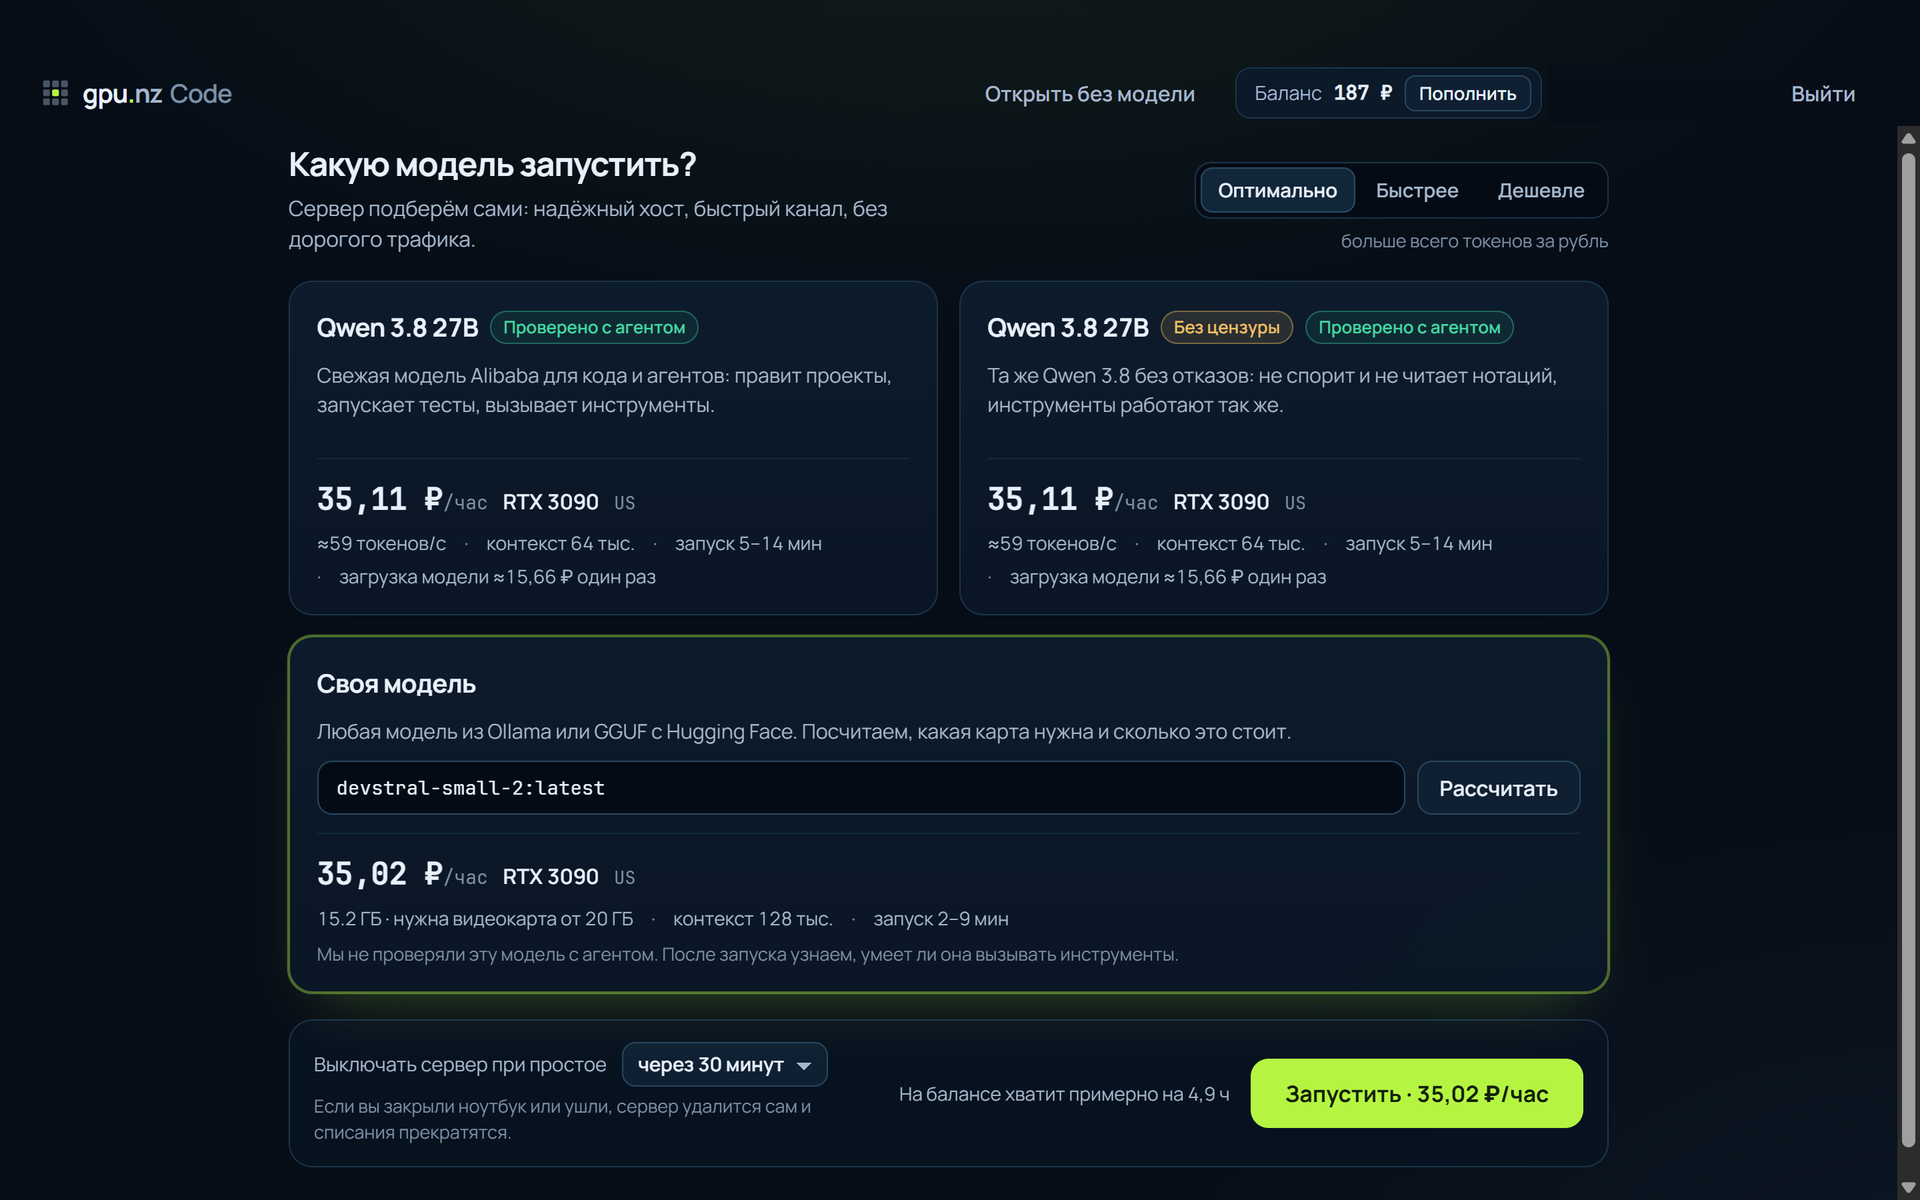 gpu.nz Code
Открыть без модели
Баланс 187 ₽ Пополнить
Выйти
Какую модель запустить?
Сервер подберём сами: надёжный хост, быстрый канал, без
дорогого трафика.
Оптимально Быстрее Дешевле
больше всего токенов за рубль
Qwen 3.8 27B Проверено с агентом
Свежая модель Alibaba для кода и агентов: правит проекты,
запускает тесты, вызывает инструменты.
35,11 ₽/час RTX 3090 US
≈59 токенов/с · контекст 64 тыс. · запуск 5–14 мин
· загрузка модели ≈15,66 ₽ один раз
Qwen 3.8 27B Без цензуры Проверено с агентом
Та же Qwen 3.8 без отказов: не спорит и не читает нотаций,
инструменты работают так же.
35,11 ₽/час RTX 3090 US
≈59 токенов/с · контекст 64 тыс. · запуск 5–14 мин
· загрузка модели ≈15,66 ₽ один раз
Своя модель
Любая модель из Ollama или GGUF с Hugging Face. Посчитаем, какая карта нужна и сколько это стоит.
devstral-small-2:latest
Рассчитать
35,02 ₽/час RTX 3090 US
15.2 ГБ · нужна видеокарта от 20 ГБ · контекст 128 тыс. · запуск 2–9 мин
Мы не проверяли эту модель с агентом. После запуска узнаем, умеет ли она вызывать инструменты.
Выключать сервер при простое через 30 минут
Если вы закрыли ноутбук или ушли, сервер удалится сам и
списания прекратятся.
На балансе хватит примерно на 4,9 ч
Запустить · 35,02 ₽/час